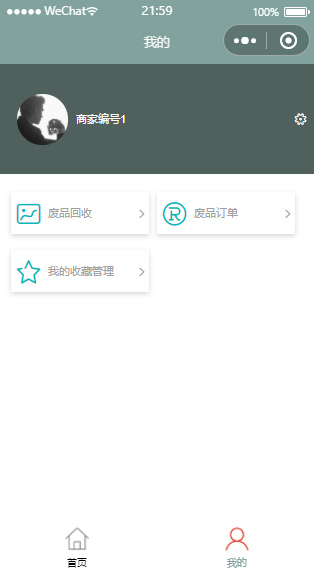 WeChat 21:59 100%
我的
商家编号1
废品回收 废品订单
我的收藏管理
首页 我的